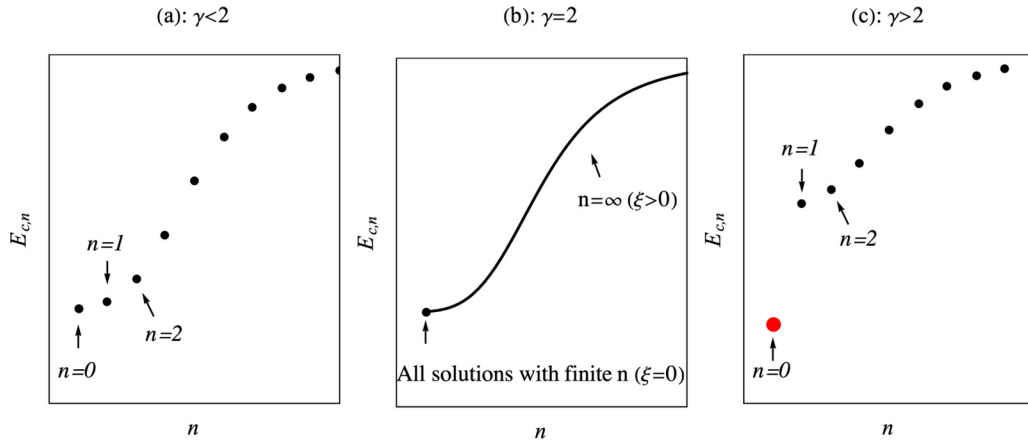 (a): γ<2
E_{c,n}
n=0
n=1
n=2
n
(b): γ=2
E_{c,n}
n=∞ (ξ>0)
All solutions with finite n (ξ=0)
n
(c): γ>2
E_{c,n}
n=1
n=2
n=0
n